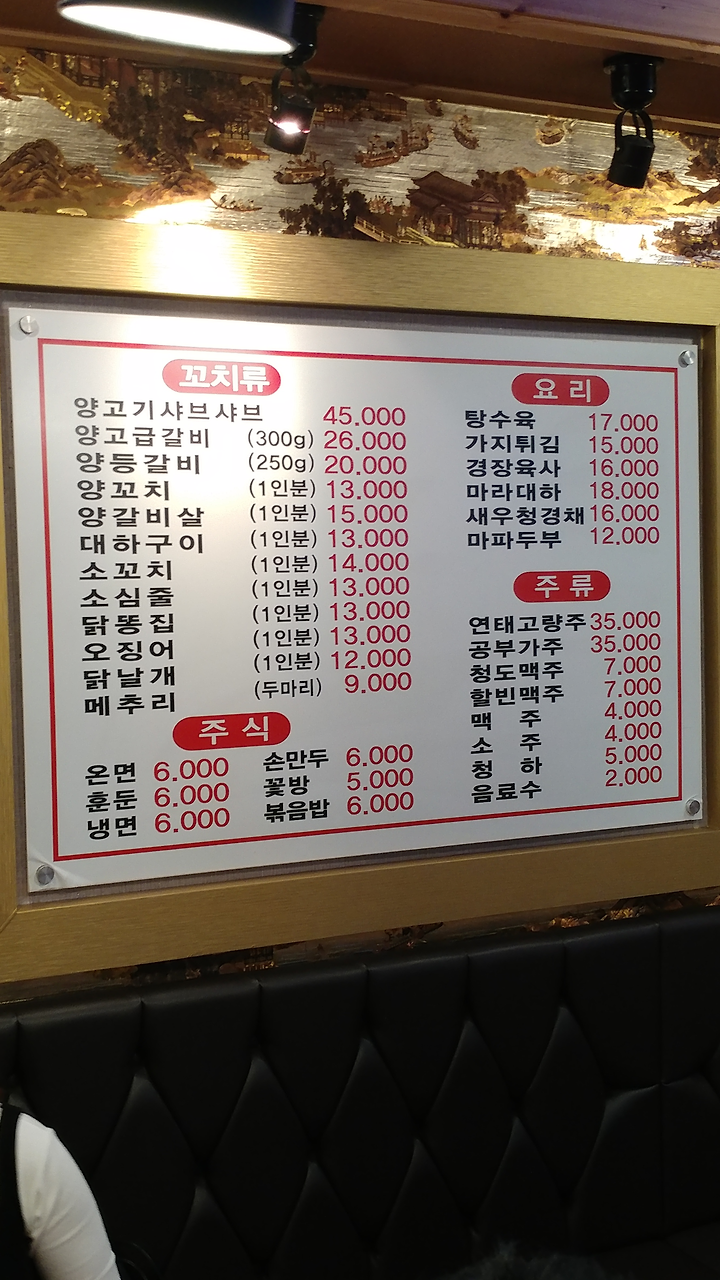 꼬치류
양고기샤브샤브 45.000
양고급갈비 (300g) 26.000
양등갈비 (250g) 20.000
양꼬치 (1인분) 13.000
양갈비살 (1인분) 15.000
대하구이 (1인분) 13.000
소꼬치 (1인분) 14.000
소심줄 (1인분) 13.000
닭똥집 (1인분) 13.000
오징어 (1인분) 13.000
닭날개 (1인분) 12.000
메추리 (두마리) 9.000
주식
온면 6.000 손만두 6.000
훈둔 6.000 꽃방 5.000
냉면 6.000 볶음밥 6.000
요리
탕수육 17.000
가지튀김 15.000
경장육사 16.000
마라대하 18.000
새우청경채 16.000
마파두부 12.000
주류
연태고량주 35.000
공부가주 35.000
청도맥주 7.000
할빈맥주 7.000
맥 주 4.000
소 주 4.000
청 하 5.000
음료수 2.000